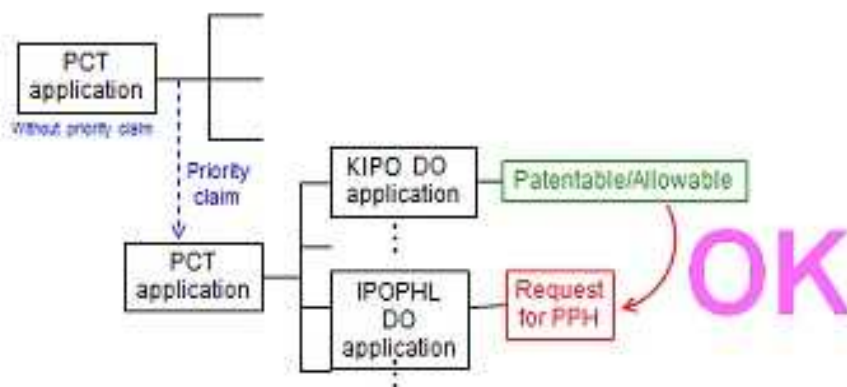 PCT
application
Without priority claim
Priority
claim
PCT
application
KIPO DO
application
Patentable/Allowable
IPOPHL
DO
application
Request
for PPH
OK